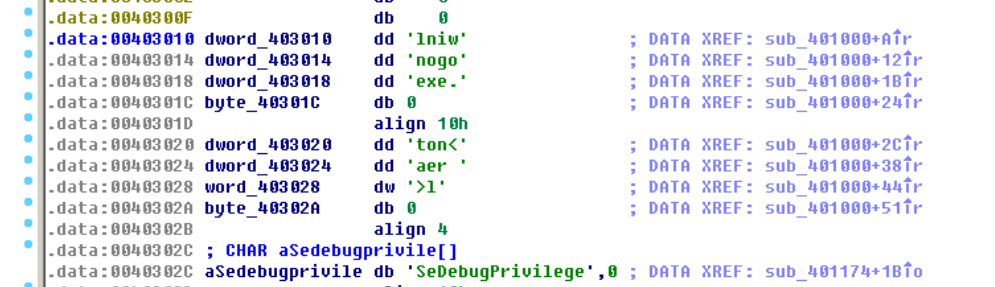 .data:0040300F db 0
.data:00403010 dword_403010 dd 'lniw' ; DATA XREF: sub_401000+A↑r
.data:00403014 dword_403014 dd 'nogo' ; DATA XREF: sub_401000+12↑r
.data:00403018 dword_403018 dd 'exe.' ; DATA XREF: sub_401000+1B↑r
.data:0040301C byte_40301C db 0 ; DATA XREF: sub_401000+24↑r
.data:0040301D align 10h
.data:00403020 dword_403020 dd 'ton<' ; DATA XREF: sub_401000+2C↑r
.data:00403024 dword_403024 dd 'aer ' ; DATA XREF: sub_401000+38↑r
.data:00403028 word_403028 dw '>l' ; DATA XREF: sub_401000+44↑r
.data:0040302A byte_40302A db 0 ; DATA XREF: sub_401000+51↑r
.data:0040302B align 4
.data:0040302C ; CHAR aSedebugprivile[]
.data:0040302C aSedebugprivile db 'SeDebugPrivilege',0 ; DATA XREF: sub_401174+1B↑o